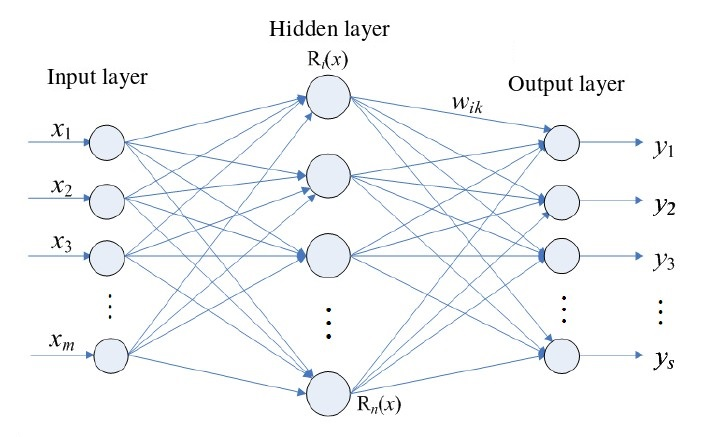 Hidden layer
Rᵢ(x)
Input layer
Output layer
wᵢₖ
x₁
y₁
x₂
y₂
x₃
y₃
⋮
⋮
⋮
⋮
xₘ
yₛ
Rₙ(x)